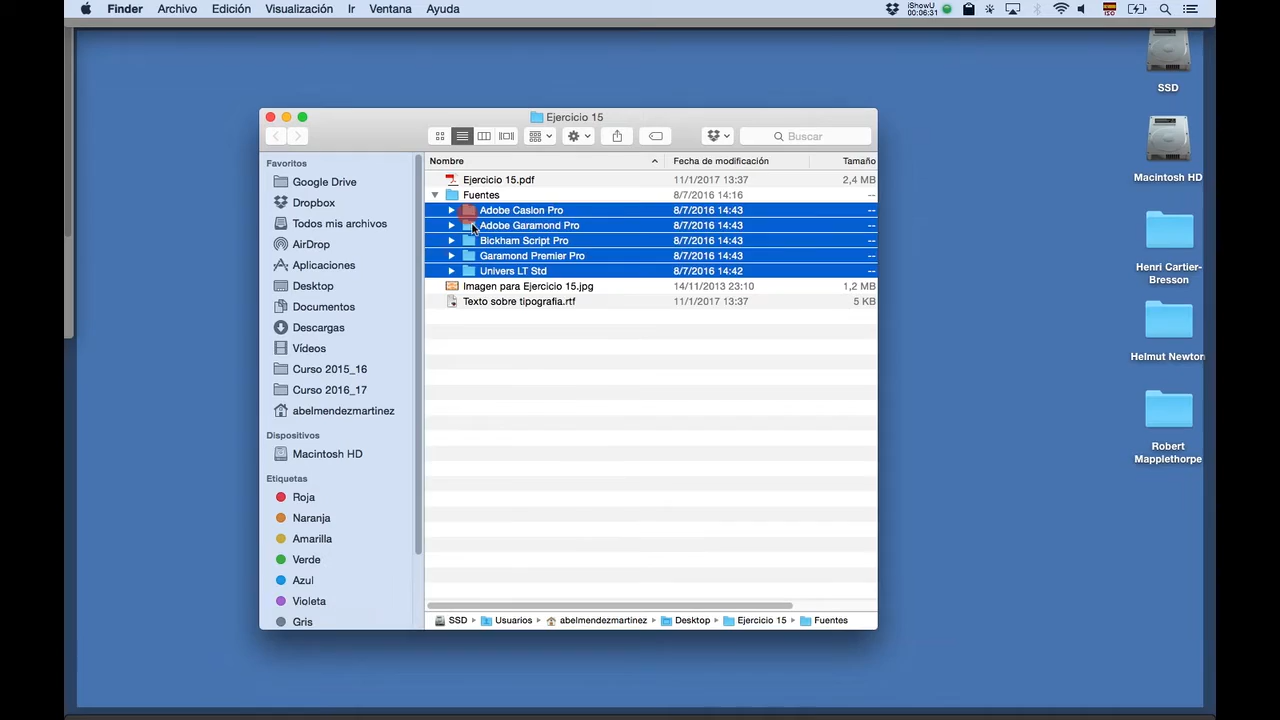 Finder Archivo Edición Visualización Ir Ventana Ayuda
iShowU
00:06:31
ISO
SSD
Macintosh HD
Henri Cartier-
Bresson
Helmut Newton
Robert
Mapplethorpe
Ejercicio 15
Buscar
Favoritos
Google Drive
Dropbox
Todos mis archivos
AirDrop
Aplicaciones
Desktop
Documentos
Descargas
Vídeos
Curso 2015_16
Curso 2016_17
abelmendezmartinez
Dispositivos
Macintosh HD
Etiquetas
Roja
Naranja
Amarilla
Verde
Azul
Violeta
Gris
Nombre Fecha de modificación Tamaño
Ejercicio 15.pdf 11/1/2017 13:37 2,4 MB
Fuentes 8/7/2016 14:16 --
Adobe Caslon Pro 8/7/2016 14:43 --
Adobe Garamond Pro 8/7/2016 14:43 --
Bickham Script Pro 8/7/2016 14:43 --
Garamond Premier Pro 8/7/2016 14:43 --
Univers LT Std 8/7/2016 14:42 --
Imagen para Ejercicio 15.jpg 14/11/2013 23:10 1,2 MB
Texto sobre tipografia.rtf 11/1/2017 13:37 5 KB
SSD Usuarios abelmendezmartinez Desktop Ejercicio 15 Fuentes